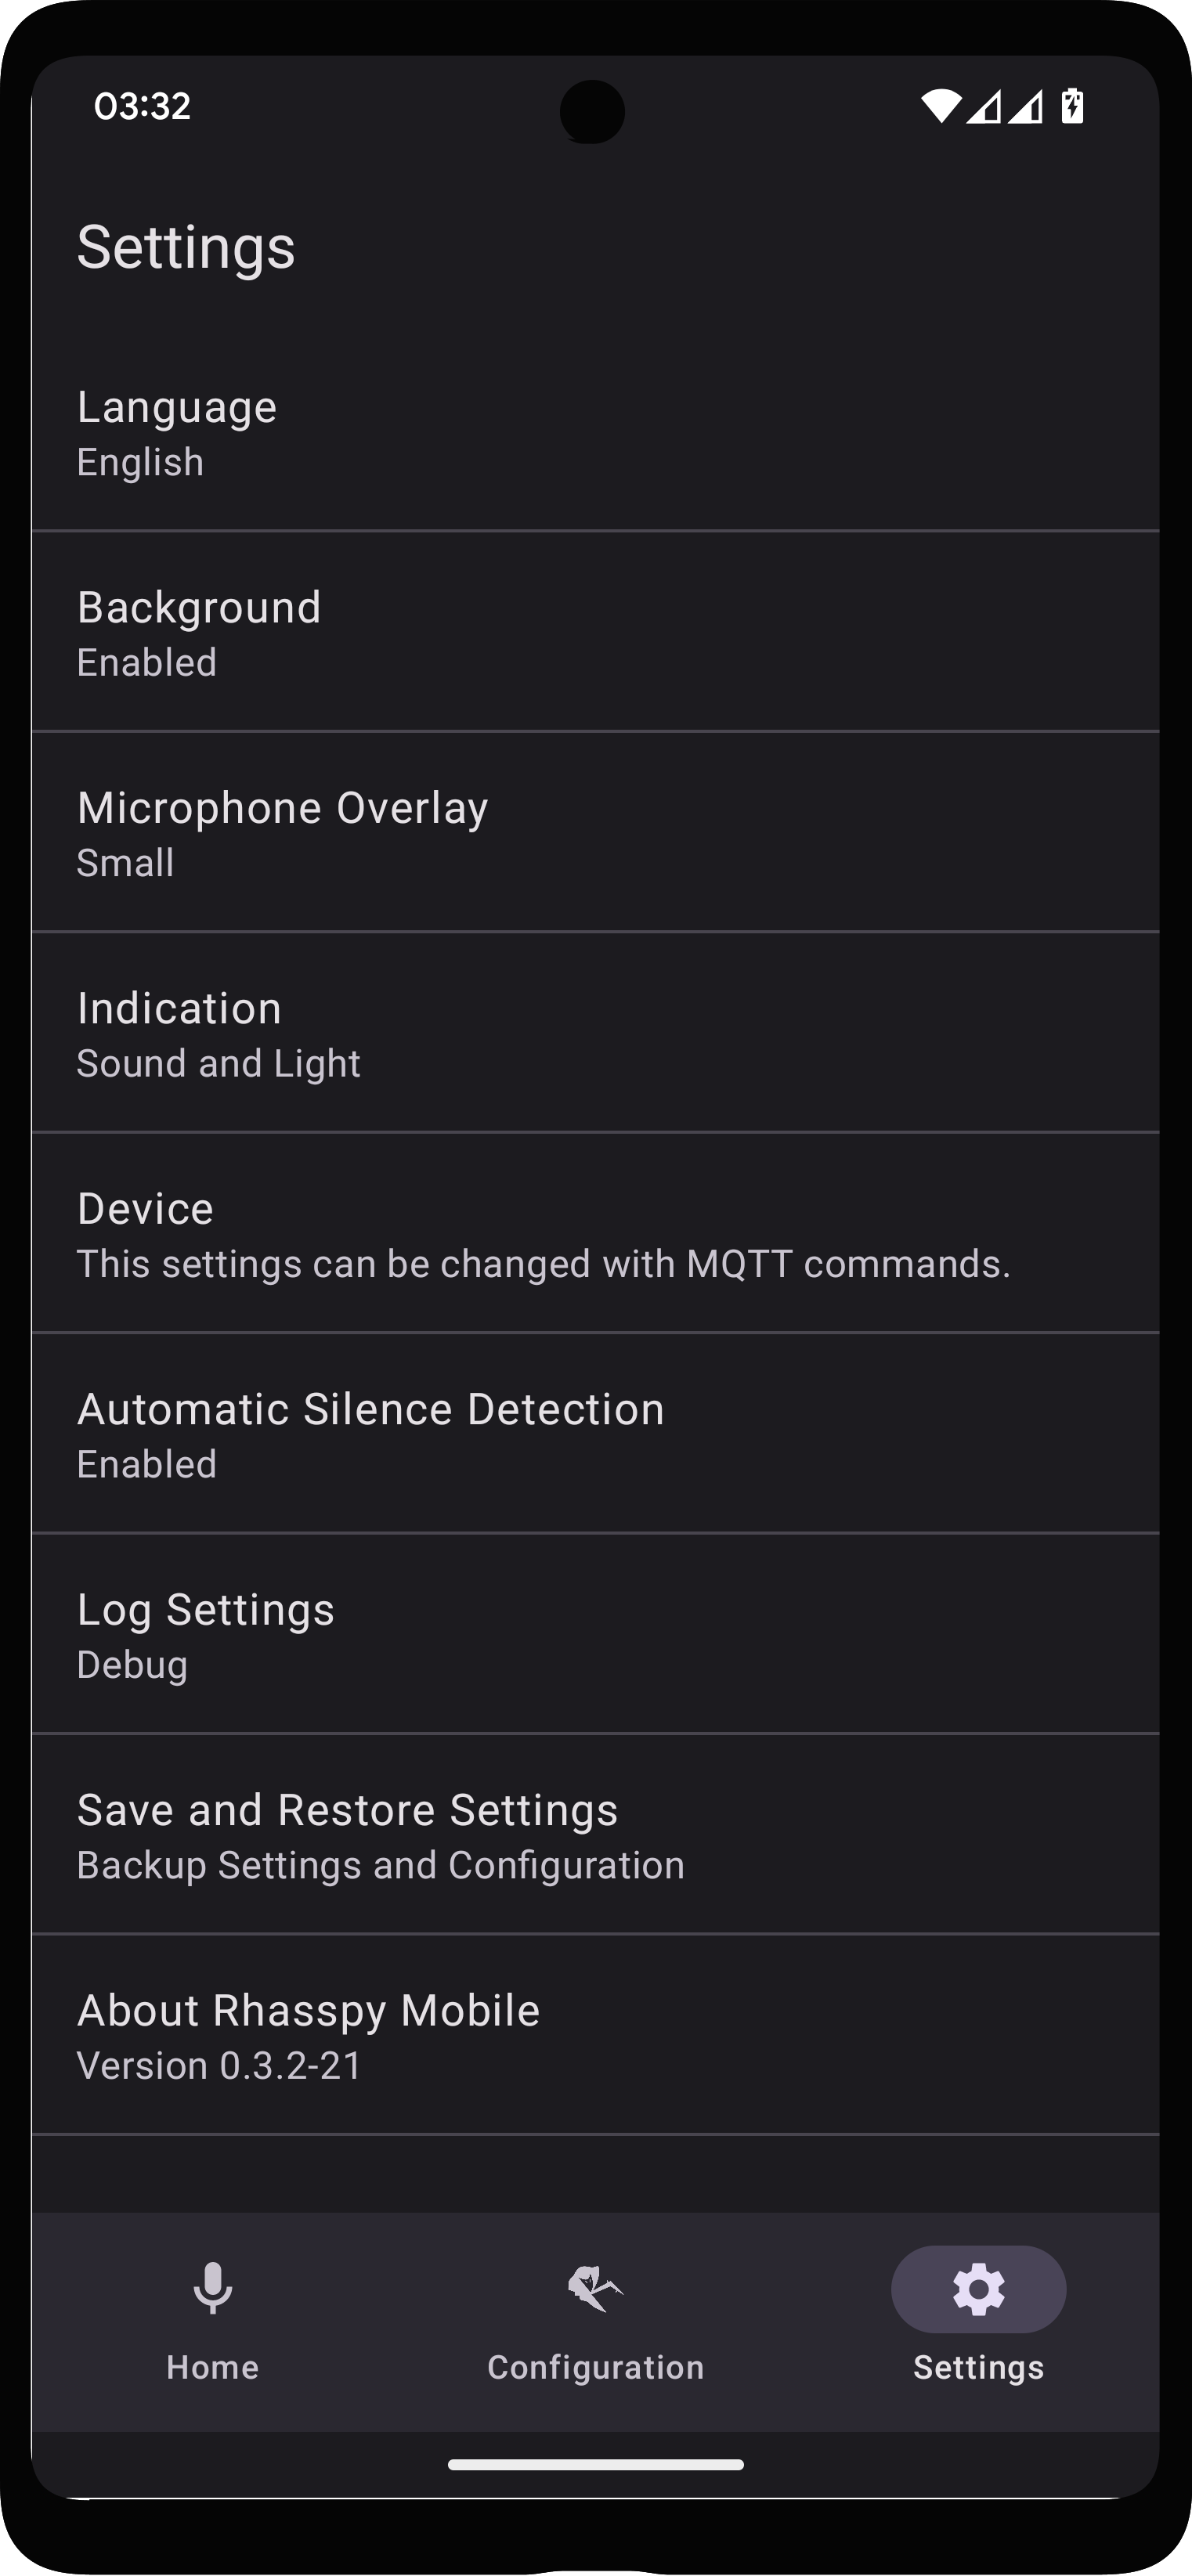 03:32
Settings
Language
English
Background
Enabled
Microphone Overlay
Small
Indication
Sound and Light
Device
This settings can be changed with MQTT commands.
Automatic Silence Detection
Enabled
Log Settings
Debug
Save and Restore Settings
Backup Settings and Configuration
About Rhasspy Mobile
Version 0.3.2-21
Home
Configuration
Settings